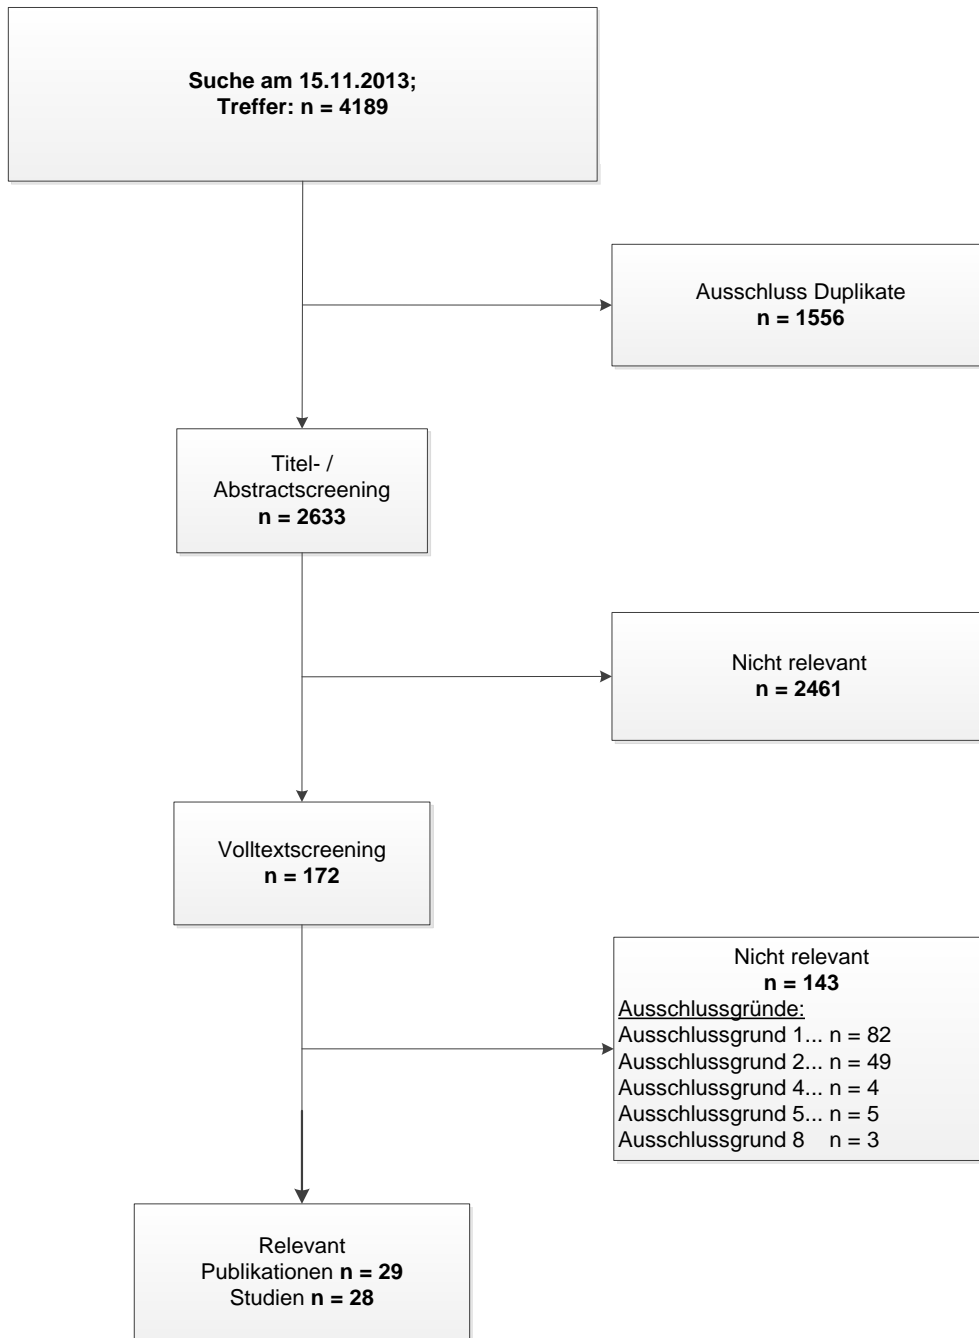 Suche am 15.11.2013;
Treffer: n = 4189
Ausschluss Duplikate
n = 1556
Titel- /
Abstractscreening
n = 2633
Nicht relevant
n = 2461
Volltextscreening
n = 172
Nicht relevant
n = 143
Ausschlussgründe:
Ausschlussgrund 1... n = 82
Ausschlussgrund 2... n = 49
Ausschlussgrund 4... n = 4
Ausschlussgrund 5... n = 5
Ausschlussgrund 8 n = 3
Relevant
Publikationen n = 29
Studien n = 28